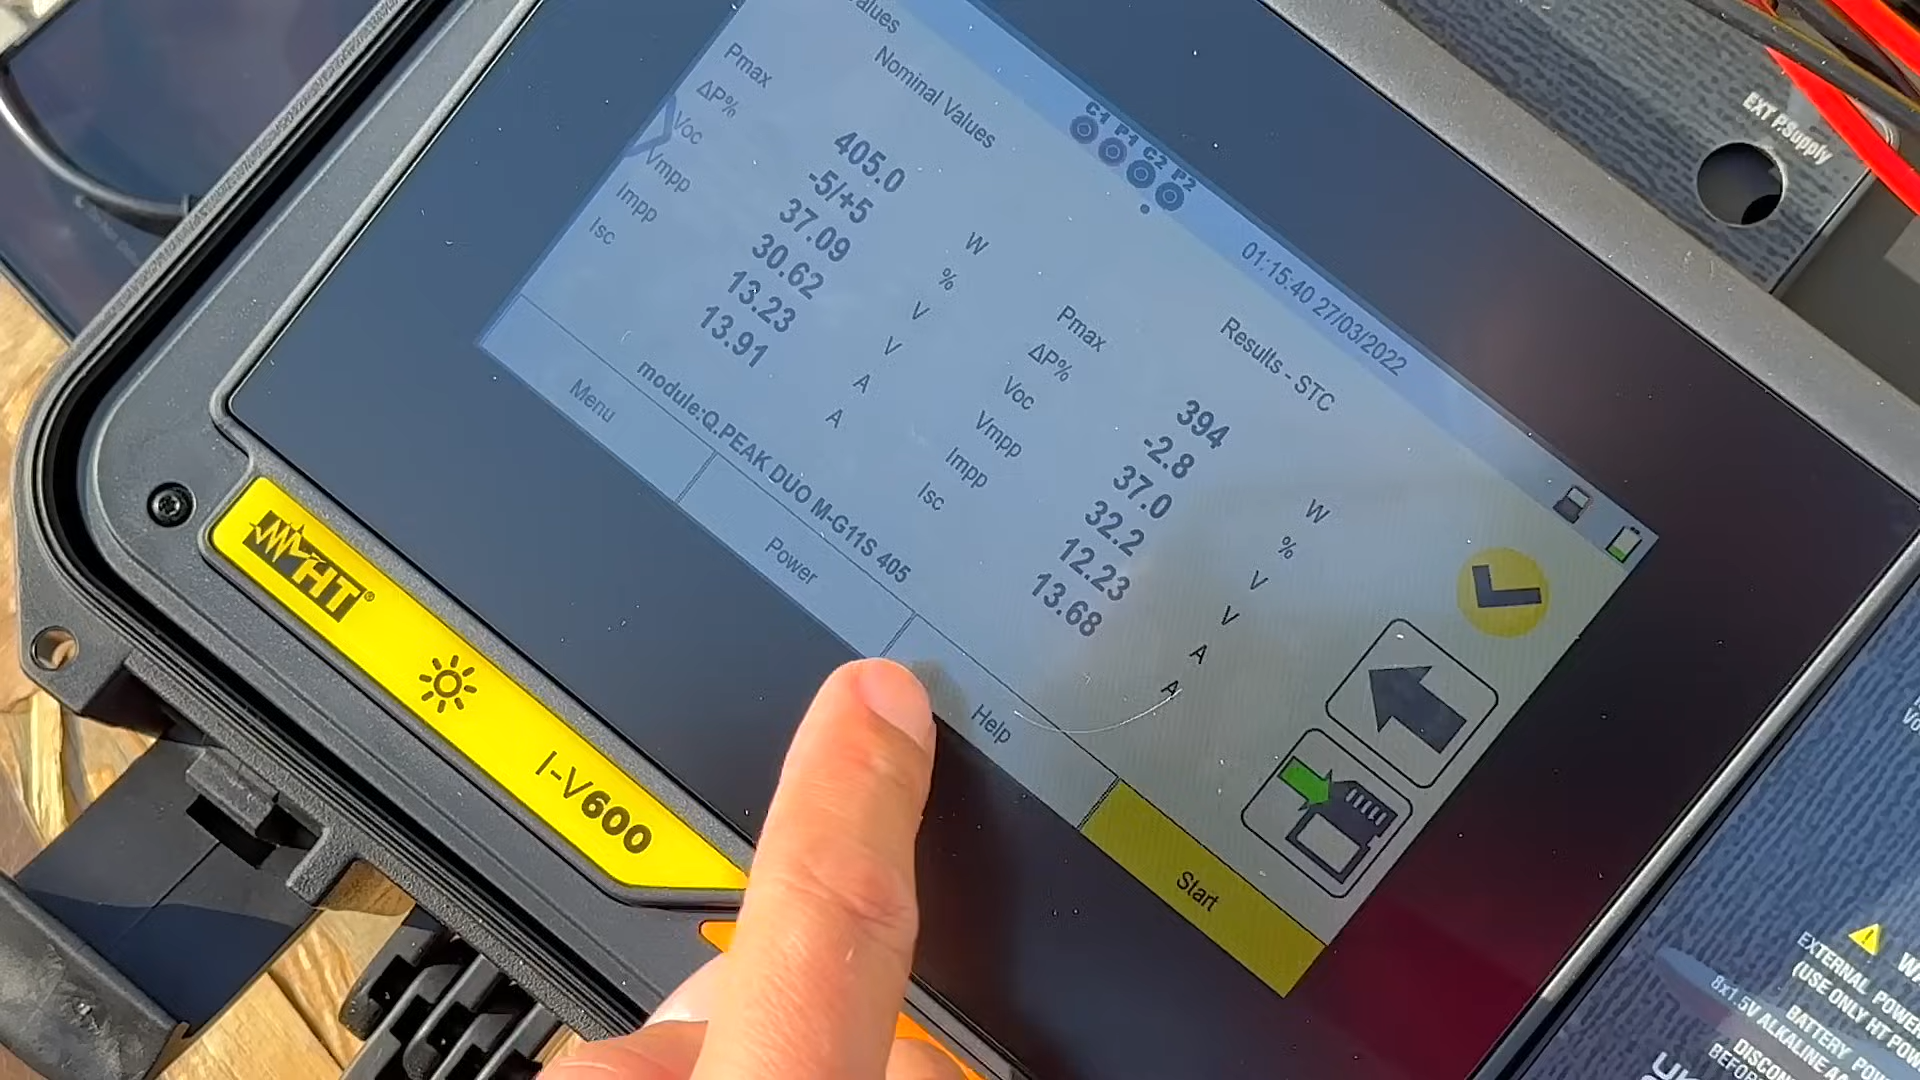 Nominal Values
Pmax 405.0 W
ΔP% -5/+5 %
Voc 37.09 V
Vmpp 30.62 V
Impp 13.23 A
Isc 13.91 A
C1 P1 C2 P2
01:15:40 27/03/2022
Results - STC
Pmax 394 W
ΔP% -2.8 %
Voc 37.0 V
Vmpp 32.2 V
Impp 12.23 A
Isc 13.68 A
module:Q.PEAK DUO M-G11S 405
Menu
Power
Help
Start
HT®
I-V600
EXT P.Supply
EXTERNAL
(USE ONLY HT
8x1.5V ALKALINE
BATTERY